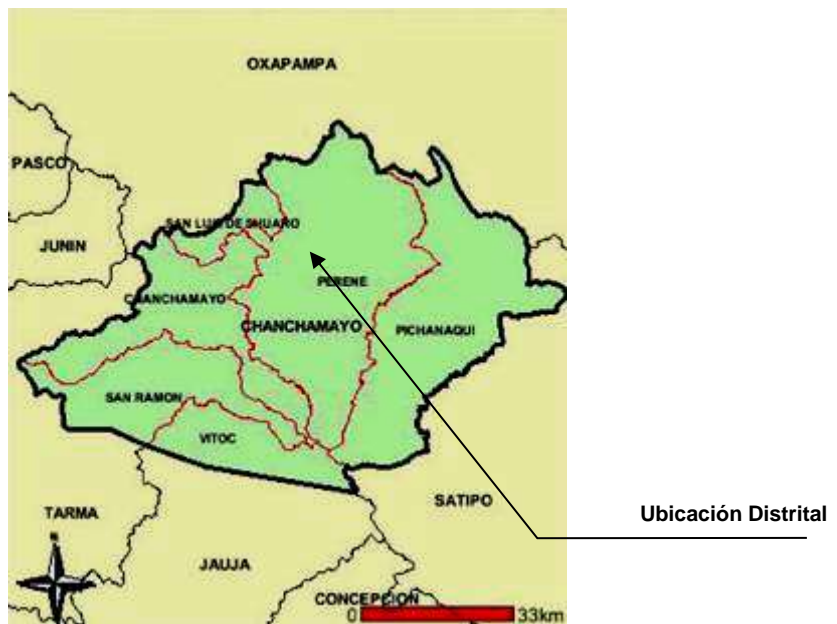 OXAPAMPA
PASCO
SAN LUIS DE SHUARO
JUNIN
PERENE
CHANCHAMAYO
CHANCHAMAYO
PICHANAQUI
SAN RAMON
VITOC
SATIPO
TARMA
Ubicación Distrital
N
JAUJA
CONCEPCION
0 33km